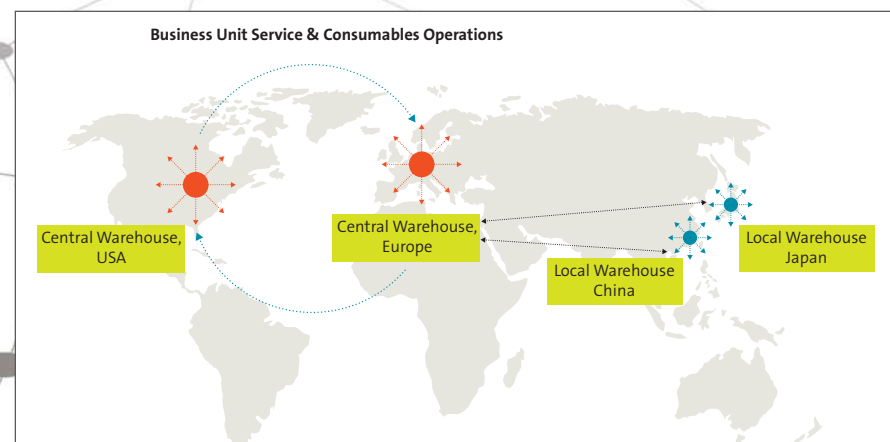 Business Unit Service & Consumables Operations
Central Warehouse,
USA
Central Warehouse,
Europe
Local Warehouse
China
Local Warehouse
Japan